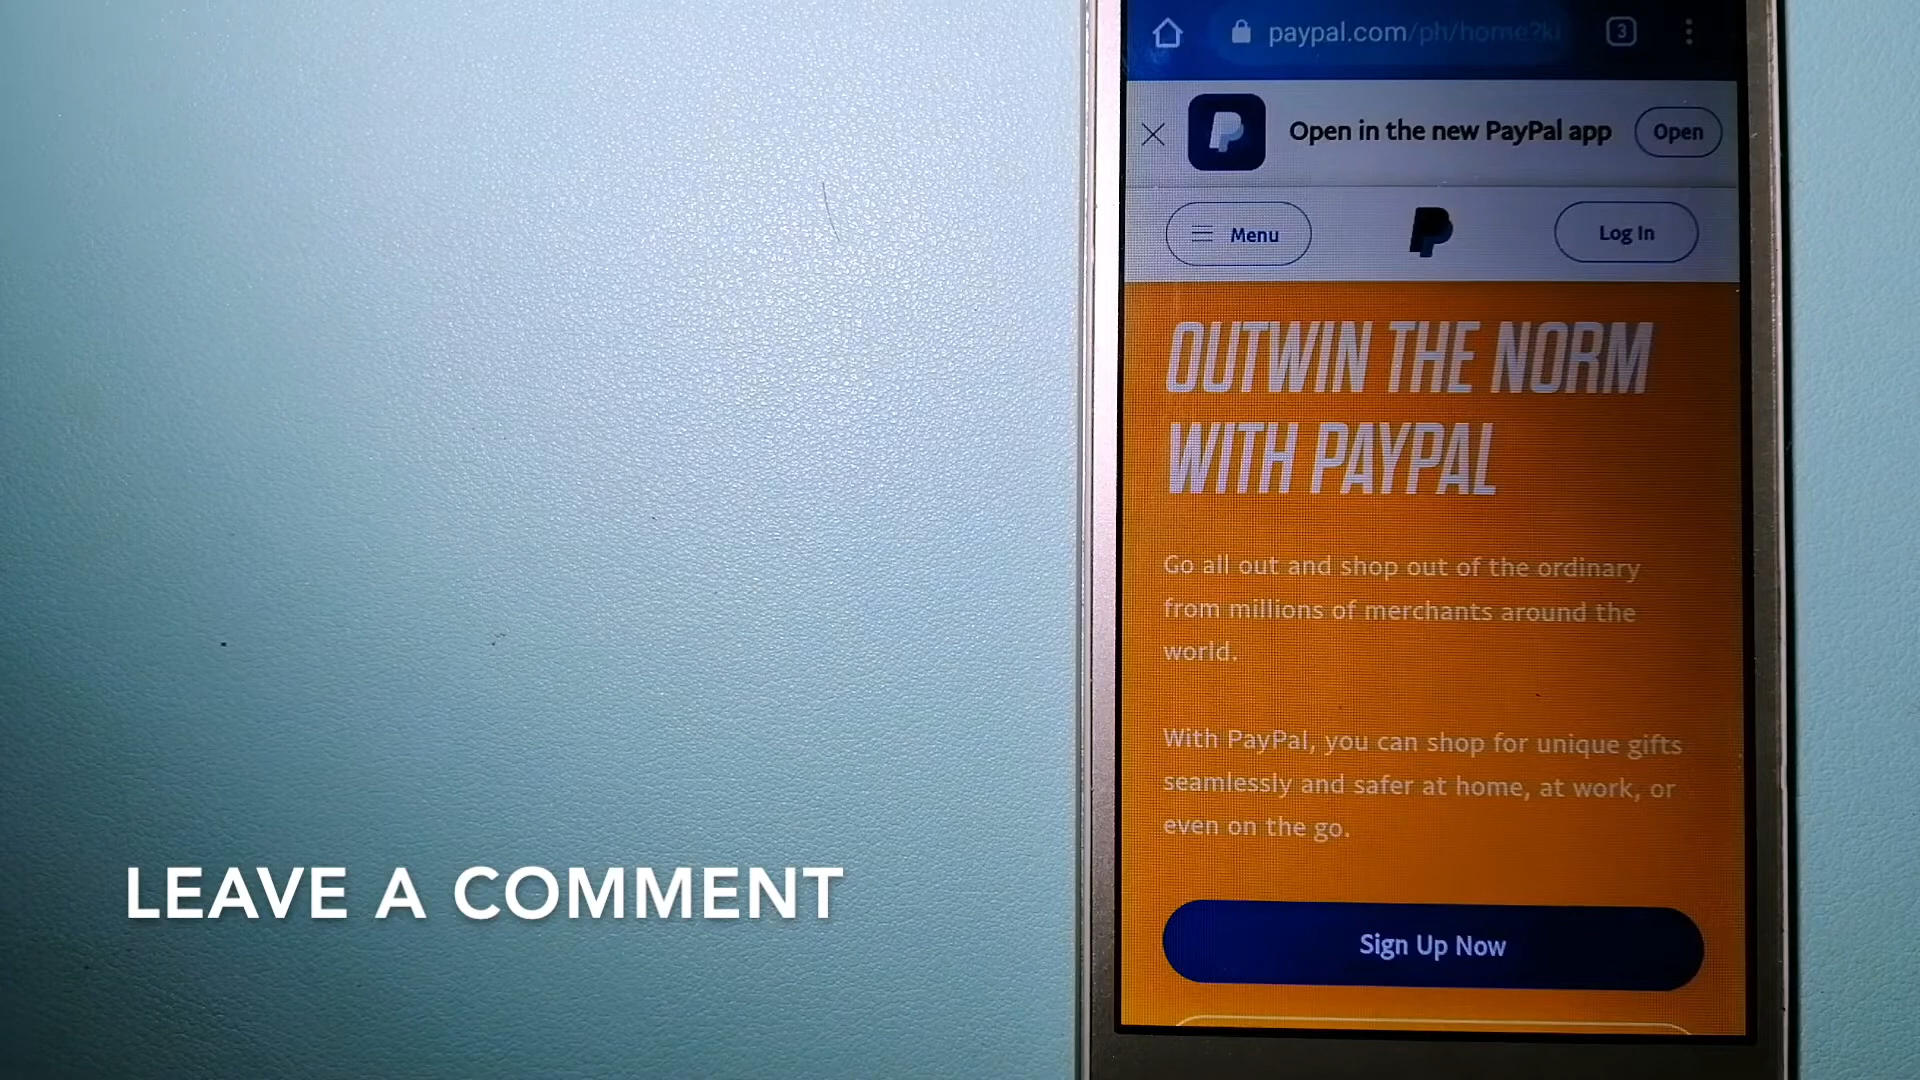 paypal.com/ph/home?ki
3
Open in the new PayPal app
Open
Menu
Log In
OUTWIN THE NORM
WITH PAYPAL
Go all out and shop out of the ordinary
from millions of merchants around the
world.
With PayPal, you can shop for unique gifts
seamlessly and safer at home, at work, or
even on the go.
Sign Up Now
LEAVE A COMMENT